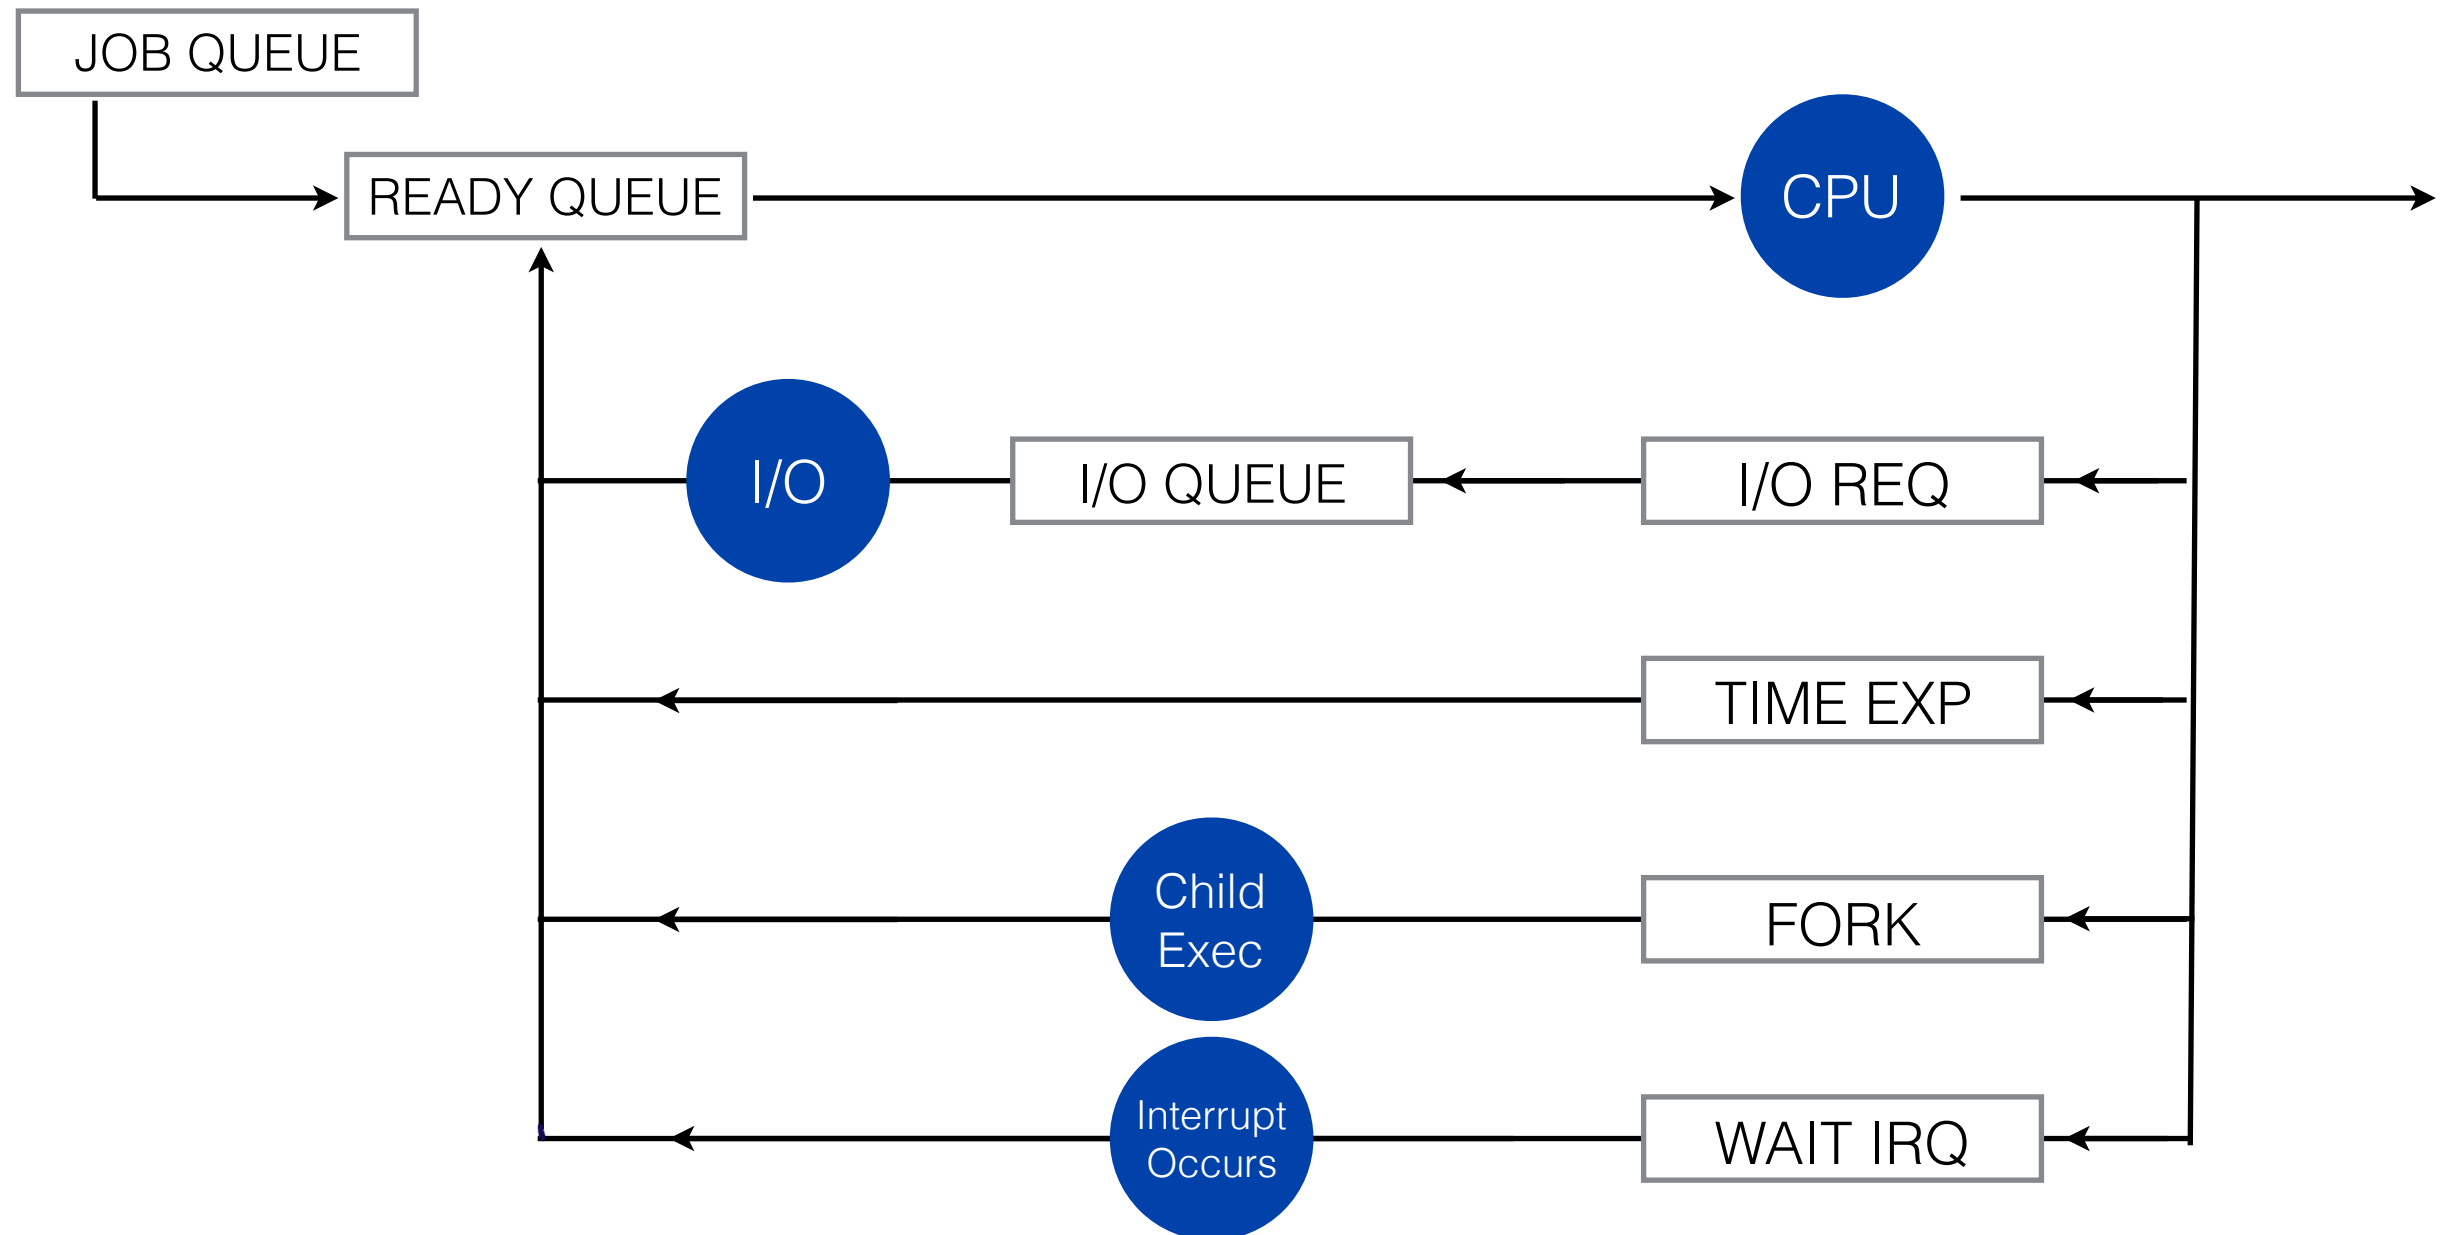 JOB QUEUE
READY QUEUE
CPU
I/O
I/O QUEUE
I/O REQ
TIME EXP
Child
Exec
FORK
Interrupt
Occurs
WAIT IRQ